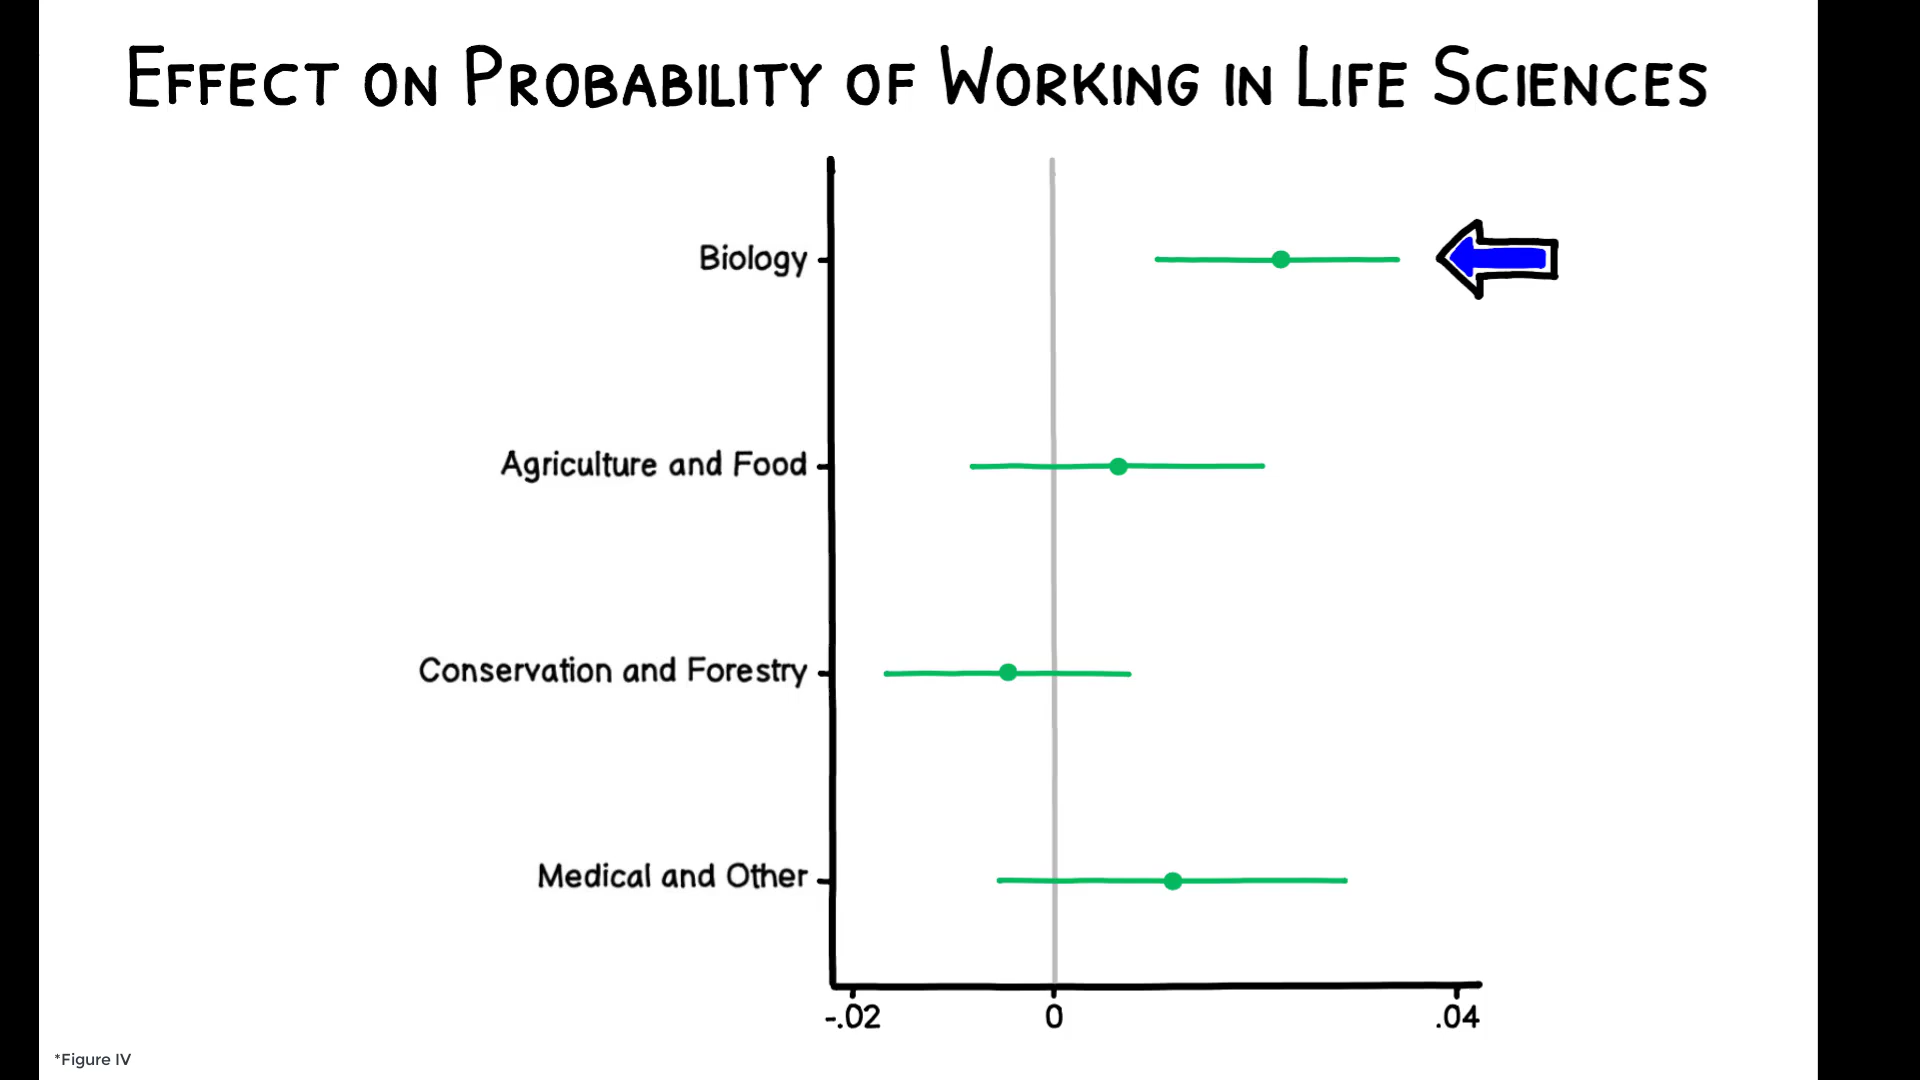 Effect on Probability of Working in Life Sciences
Biology
Agriculture and Food
Conservation and Forestry
Medical and Other
-.02
0
.04
*Figure IV